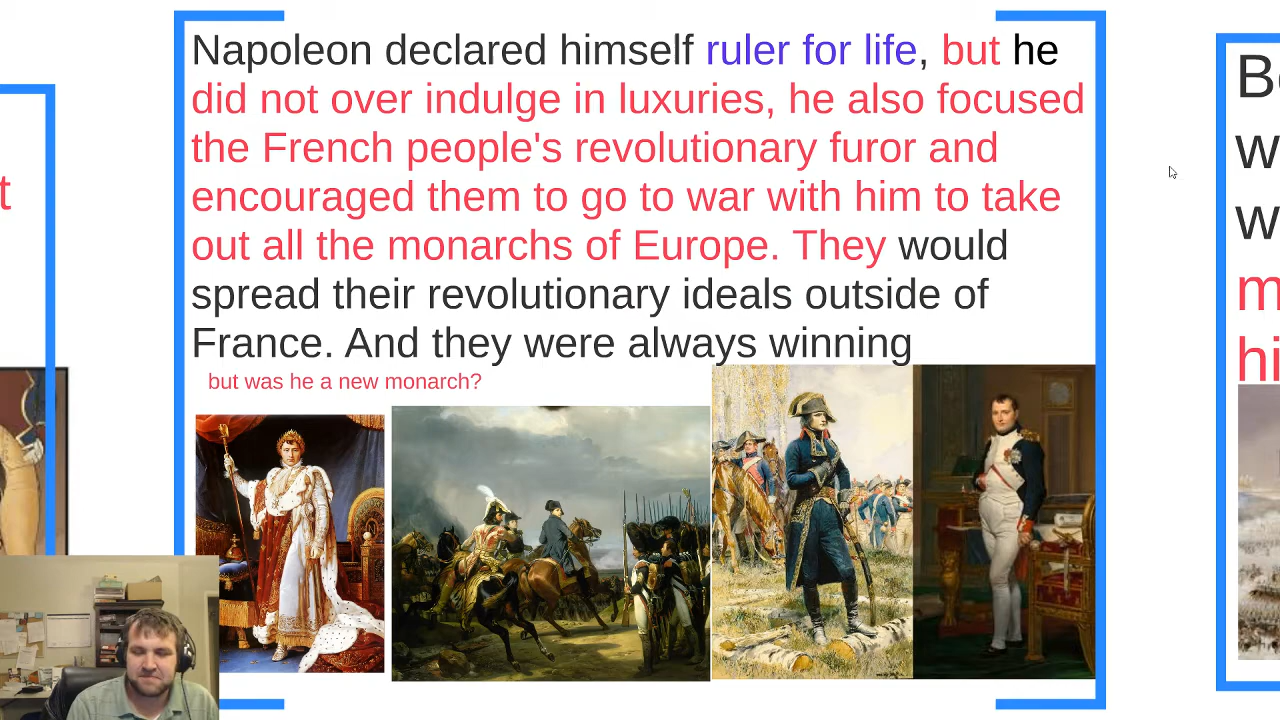 Napoleon declared himself ruler for life, but he
did not over indulge in luxuries, he also focused
the French people's revolutionary furor and
encouraged them to go to war with him to take
out all the monarchs of Europe. They would
spread their revolutionary ideals outside of
France. And they were always winning
but was he a new monarch?
t
B
w
w
m
hi